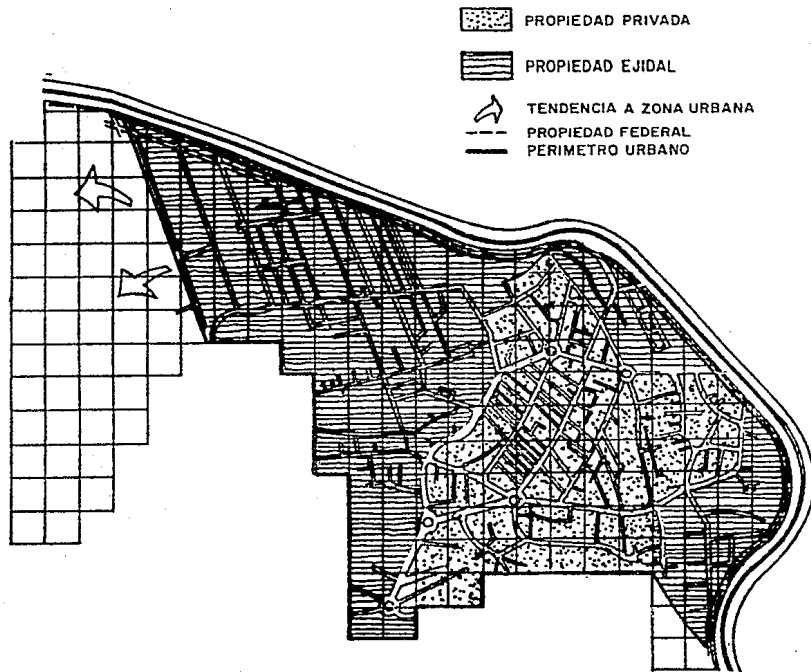 PROPIEDAD PRIVADA
PROPIEDAD EJIDAL
TENDENCIA A ZONA URBANA
PROPIEDAD FEDERAL
PERIMETRO URBANO